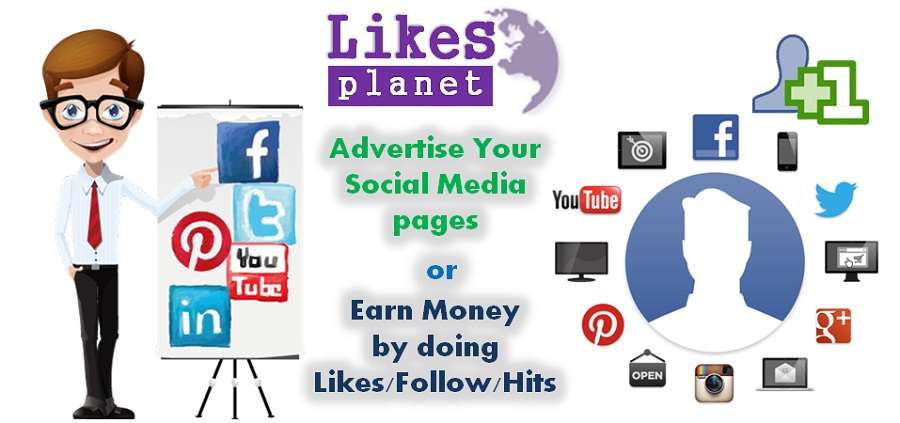 Likes
planet
Advertise Your
Social Media
pages
or
Earn Money
by doing
Likes/Follow/Hits
f
t
You
Tube
in
+1
f
YouTube
g+
OPEN